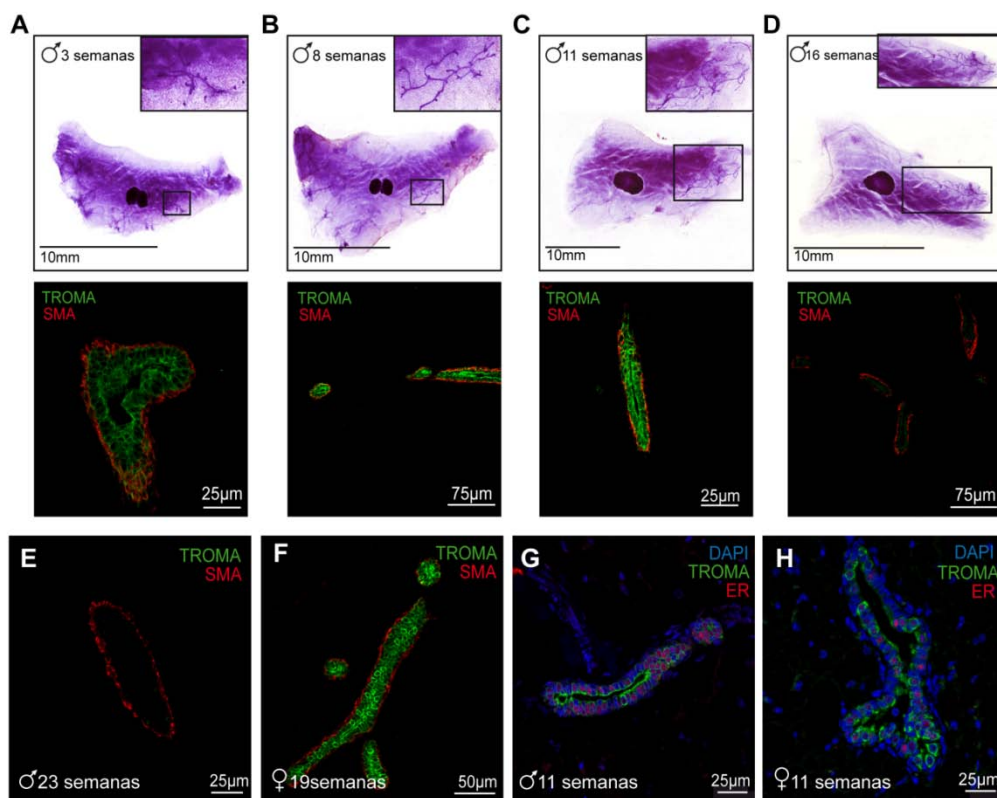 A
♂3 semanas
10mm
TROMA
SMA
25µm
B
♂8 semanas
10mm
TROMA
SMA
75µm
C
♂11 semanas
10mm
TROMA
SMA
25µm
D
♂16 semanas
10mm
TROMA
SMA
75µm
E
TROMA
SMA
♂23 semanas
25µm
F
TROMA
SMA
♀19semanas
50µm
G
DAPI
TROMA
ER
♂11 semanas
25µm
H
DAPI
TROMA
ER
♀11 semanas
25µm